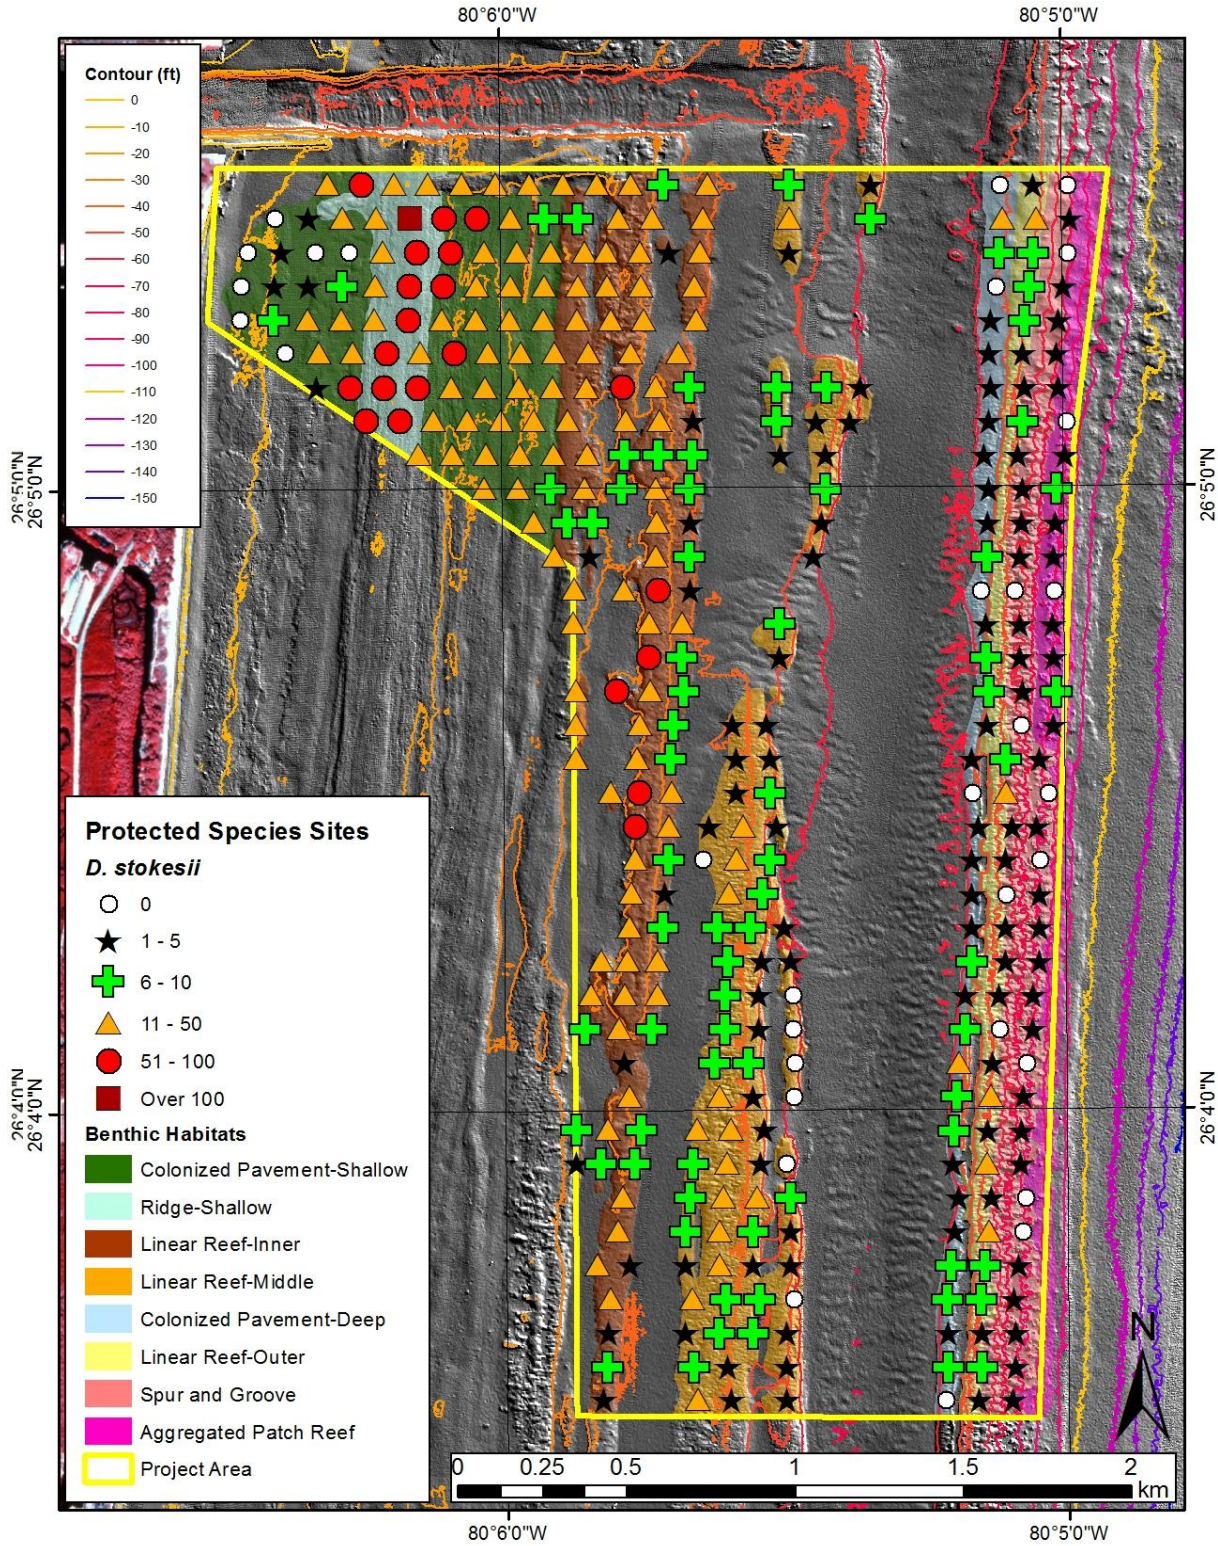 80°6'0"W
80°5'0"W
Contour (ft)
0
-10
-20
-30
-40
-50
-60
-70
-80
-90
-100
-110
-120
-130
-140
-150
26°5'0"N
26°5'0"N
Protected Species Sites
D. stokesii
0
1 - 5
6 - 10
11 - 50
51 - 100
Over 100
Benthic Habitats
Colonized Pavement-Shallow
Ridge-Shallow
Linear Reef-Inner
Linear Reef-Middle
Colonized Pavement-Deep
Linear Reef-Outer
Spur and Groove
Aggregated Patch Reef
Project Area
26°4'0"N
26°4'0"N
N
0 0.25 0.5 1 1.5 2
km
80°6'0"W
80°5'0"W